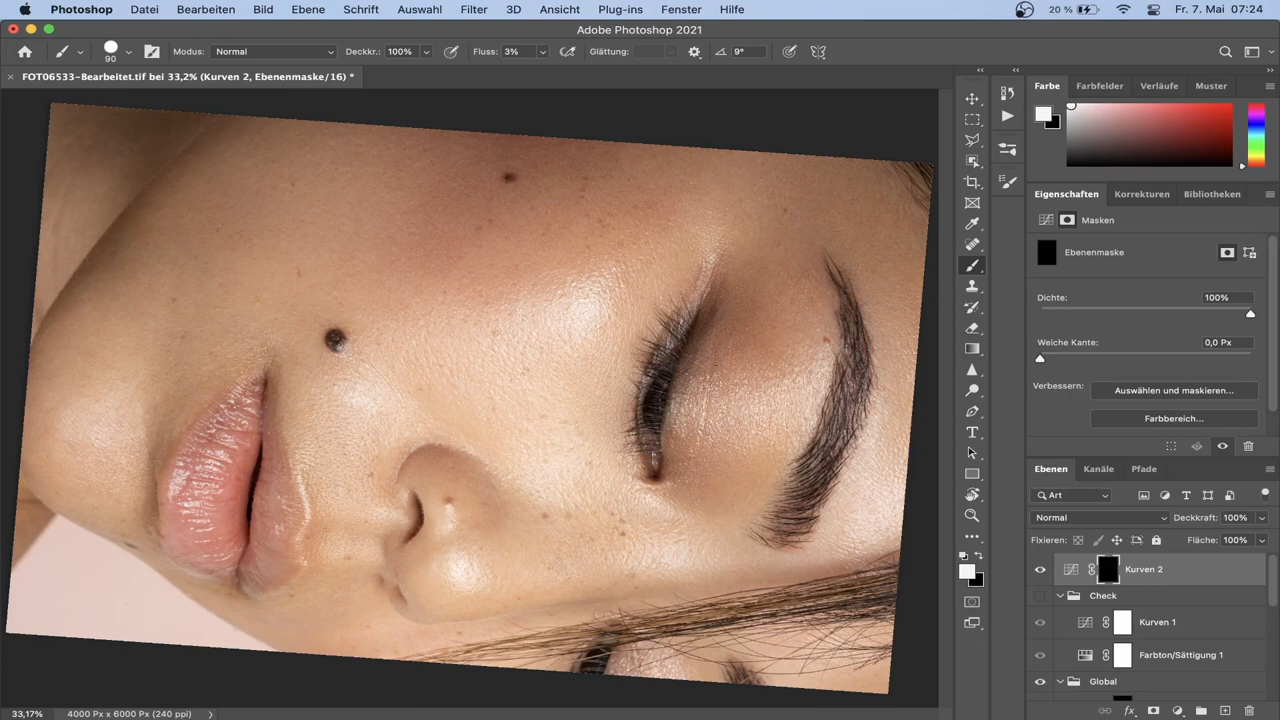 Photoshop Datei Bearbeiten Bild Ebene Schrift Auswahl Filter 3D Ansicht Plug-ins Fenster Hilfe 20 % Fr. 7. Mai 07:24
Adobe Photoshop 2021
90 Modus: Normal Deckkr.: 100% Fluss: 3% Glättung: 9°
FOT06533-Bearbeitet.tif bei 33,2% (Kurven 2, Ebenenmaske/16) *
Farbe Farbfelder Verläufe Muster
Eigenschaften Korrekturen Bibliotheken
Masken
Ebenenmaske
Dichte: 100%
Weiche Kante: 0,0 Px
Verbessern: Auswählen und maskieren...
Farbbereich...
Ebenen Kanäle Pfade
Art
Normal Deckkraft: 100%
Fixieren: Fläche: 100%
Kurven 2
Check
Kurven 1
Farbton/Sättigung 1
Global
33,17% 4000 Px x 6000 Px (240 ppi)